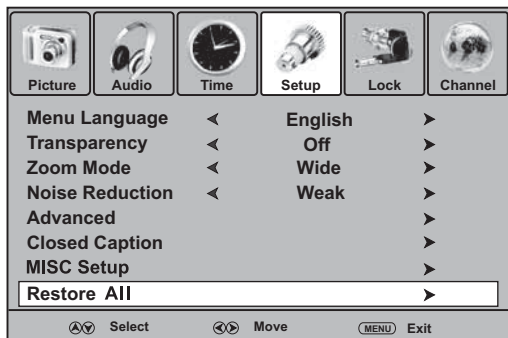 Picture Audio Time Setup Lock Channel
Menu Language English
Transparency Off
Zoom Mode Wide
Noise Reduction Weak
Advanced
Closed Caption
MISC Setup
Restore All
Select Move MENU Exit